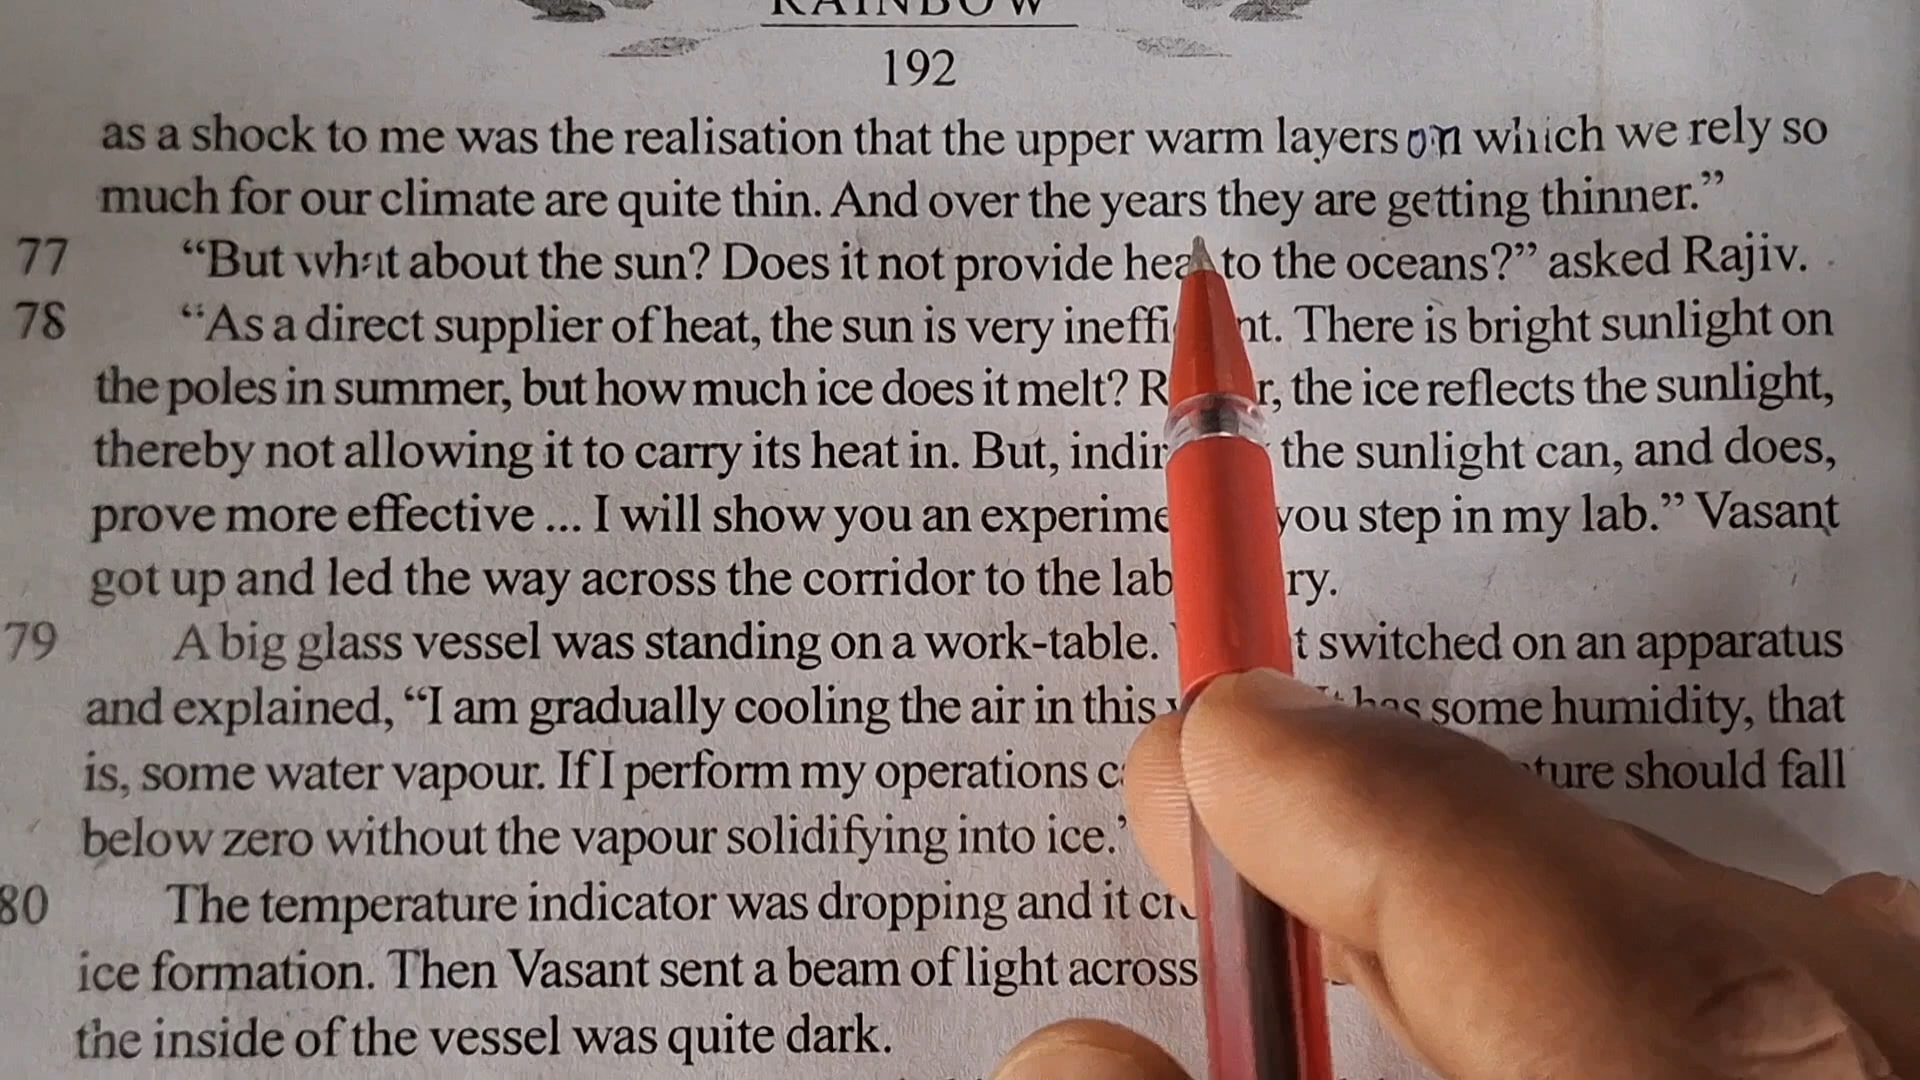 RAINBOW
192
as a shock to me was the realisation that the upper warm layers on which we rely so
much for our climate are quite thin. And over the years they are getting thinner.”
77 “But what about the sun? Does it not provide hea to the oceans?” asked Rajiv.
78 “As a direct supplier of heat, the sun is very ineffi nt. There is bright sunlight on
the poles in summer, but how much ice does it melt? R r, the ice reflects the sunlight,
thereby not allowing it to carry its heat in. But, indir the sunlight can, and does,
prove more effective ... I will show you an experime you step in my lab.” Vasant
got up and led the way across the corridor to the lab ry.
79 A big glass vessel was standing on a work-table. t switched on an apparatus
and explained, “I am gradually cooling the air in this has some humidity, that
is, some water vapour. If I perform my operations c ture should fall
below zero without the vapour solidifying into ice.”
80 The temperature indicator was dropping and it cr
ice formation. Then Vasant sent a beam of light across
the inside of the vessel was quite dark.